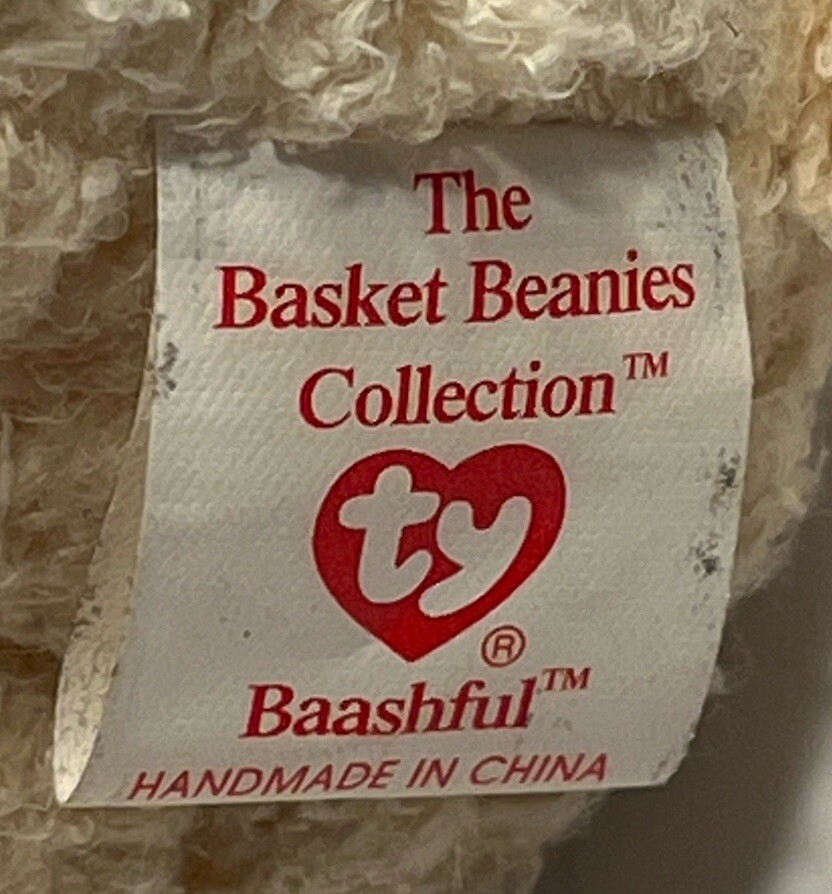 The
Basket Beanies
Collection™
ty
®
Baashful™
HANDMADE IN CHINA